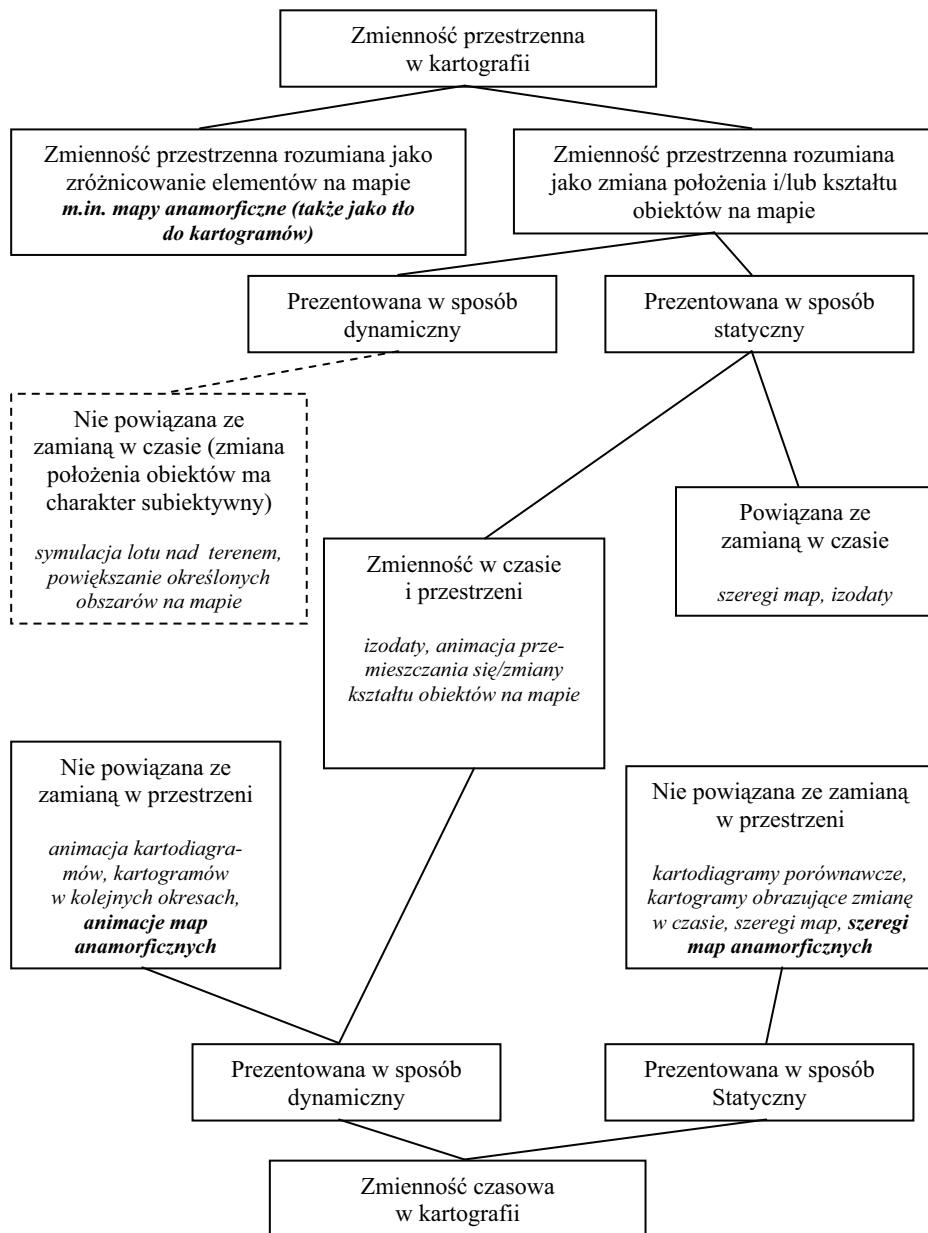 Zmienność przestrzenna
w kartografii
Zmienność przestrzenna rozumiana jako
zróżnicowanie elementów na mapie
m.in. mapy anamorficzne (także jako tło
do kartogramów)
Zmienność przestrzenna rozumiana
jako zmiana położenia i/lub kształtu
obiektów na mapie
Prezentowana w sposób
dynamiczny
Prezentowana w sposób
statyczny
Nie powiązana ze
zamianą w czasie (zmiana
położenia obiektów ma
charakter subiektywny)
symulacja lotu nad terenem,
powiększanie określonych
obszarów na mapie
Powiązana ze
zamianą w czasie
szeregi map, izodaty
Zmienność w czasie
i przestrzeni
izodaty, animacja prze-
mieszczania się/zmiany
kształtu obiektów na mapie
Nie powiązana ze
zamianą w przestrzeni
animacja kartodiagra-
mów, kartogramów
w kolejnych okresach,
animacje map
anamorficznych
Nie powiązana ze zamianą
w przestrzeni
kartodiagramy porównawcze,
kartogramy obrazujące zmianę
w czasie, szeregi map, szeregi
map anamorficznych
Prezentowana w sposób
dynamiczny
Prezentowana w sposób
Statyczny
Zmienność czasowa
w kartografii